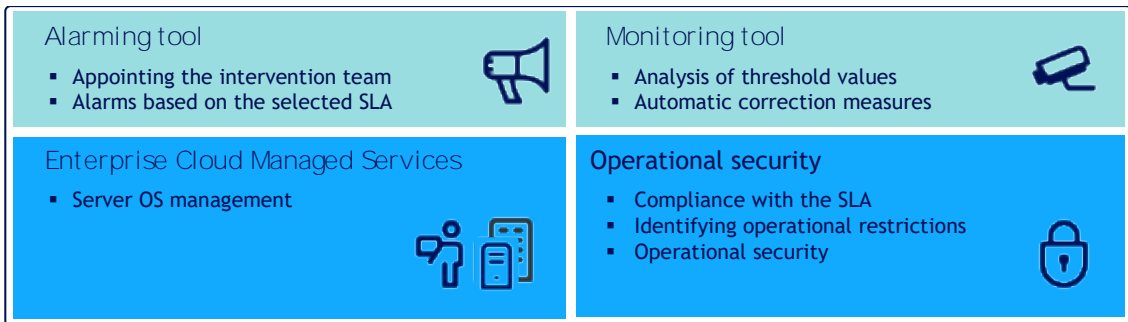 Alarming tool
▪ Appointing the intervention team
▪ Alarms based on the selected SLA
Monitoring tool
▪ Analysis of threshold values
▪ Automatic correction measures
Enterprise Cloud Managed Services
▪ Server OS management
Operational security
▪ Compliance with the SLA
▪ Identifying operational restrictions
▪ Operational security